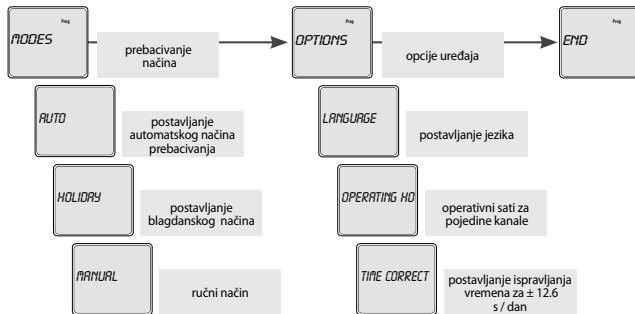 Prog
MODES
prebacivanje
načina
Prog
OPTIONS
opcije uređaja
Prog
END
AUTO
postavljanje
automatskog načina
prebacivanja
LANGUAGE
postavljanje jezika
HOLIDAY
postavljanje
blagdanskog načina
OPERATING HO
operativni sati za
pojedine kanale
MANUAL
ručni način
TIME CORRECT
postavljanje ispravljanja
vremena za ± 12.6
s / dan